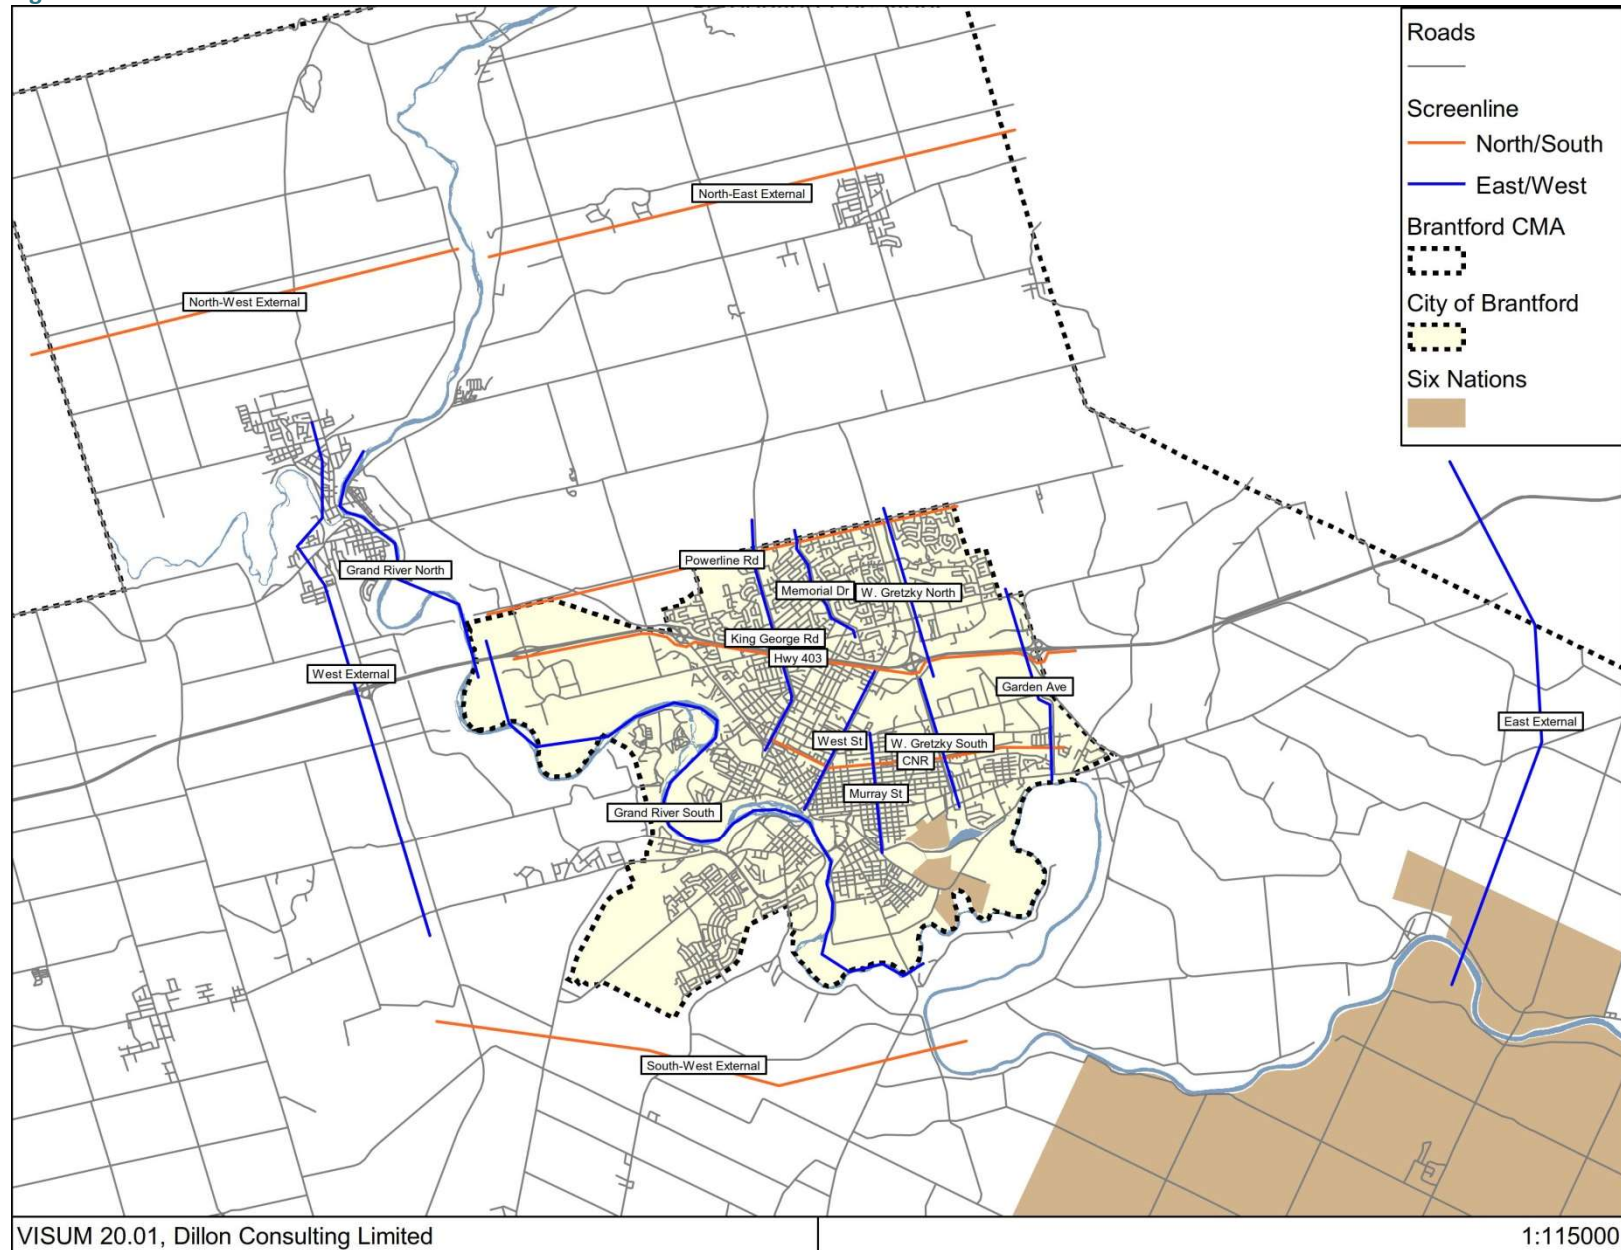 Roads
Screenline
North/South
East/West
Brantford CMA
City of Brantford
Six Nations
North-East External
North-West External
Powerline Rd
Grand River North
Memorial Dr
W. Gretzky North
King George Rd
Hwy 403
West External
Garden Ave
East External
West St
W. Gretzky South
CNR
Murray St
Grand River South
South-West External
VISUM 20.01, Dillon Consulting Limited
1:115000